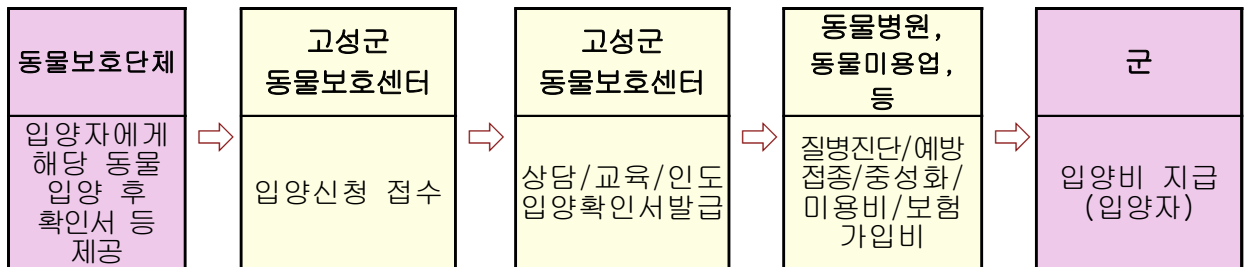 동물보호단체
입양자에게
해당 동물
입양 후
확인서 등
제공
고성군
동물보호센터
입양신청 접수
고성군
동물보호센터
상담/교육/인도
입양확인서발급
동물병원,
동물미용업,
등
질병진단/예방
접종/중성화/
미용비/보험
가입비
군
입양비 지급
(입양자)